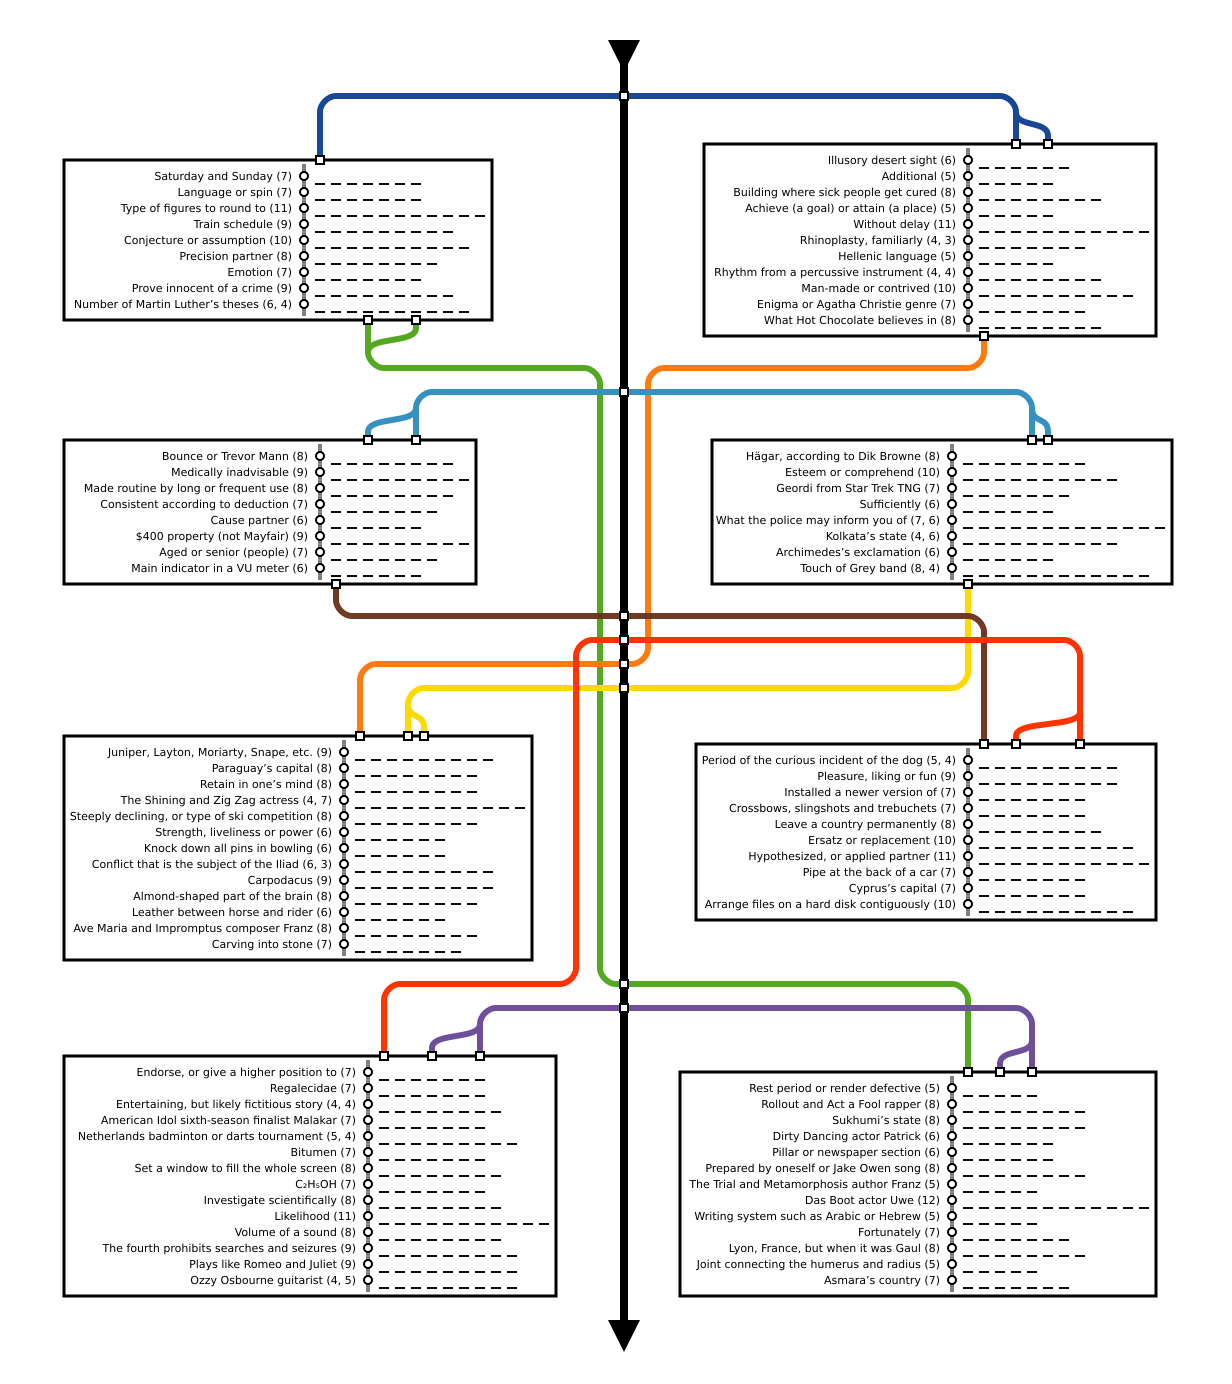 Saturday and Sunday (7)
Language or spin (7)
Type of figures to round to (11)
Train schedule (9)
Conjecture or assumption (10)
Precision partner (8)
Emotion (7)
Prove innocent of a crime (9)
Number of Martin Luther’s theses (6, 4)
Illusory desert sight (6)
Additional (5)
Building where sick people get cured (8)
Achieve (a goal) or attain (a place) (5)
Without delay (11)
Rhinoplasty, familiarly (4, 3)
Hellenic language (5)
Rhythm from a percussive instrument (4, 4)
Man-made or contrived (10)
Enigma or Agatha Christie genre (7)
What Hot Chocolate believes in (8)
Bounce or Trevor Mann (8)
Medically inadvisable (9)
Made routine by long or frequent use (8)
Consistent according to deduction (7)
Cause partner (6)
$400 property (not Mayfair) (9)
Aged or senior (people) (7)
Main indicator in a VU meter (6)
Hägar, according to Dik Browne (8)
Esteem or comprehend (10)
Geordi from Star Trek TNG (7)
Sufficiently (6)
What the police may inform you of (7, 6)
Kolkata’s state (4, 6)
Archimedes’s exclamation (6)
Touch of Grey band (8, 4)
Juniper, Layton, Moriarty, Snape, etc. (9)
Paraguay’s capital (8)
Retain in one’s mind (8)
The Shining and Zig Zag actress (4, 7)
Steeply declining, or type of ski competition (8)
Strength, liveliness or power (6)
Knock down all pins in bowling (6)
Conflict that is the subject of the Iliad (6, 3)
Carpodacus (9)
Almond-shaped part of the brain (8)
Leather between horse and rider (6)
Ave Maria and Impromptus composer Franz (8)
Carving into stone (7)
Period of the curious incident of the dog (5, 4)
Pleasure, liking or fun (9)
Installed a newer version of (7)
Crossbows, slingshots and trebuchets (7)
Leave a country permanently (8)
Ersatz or replacement (10)
Hypothesized, or applied partner (11)
Pipe at the back of a car (7)
Cyprus’s capital (7)
Arrange files on a hard disk contiguously (10)
Endorse, or give a higher position to (7)
Regalecidae (7)
Entertaining, but likely fictitious story (4, 4)
American Idol sixth-season finalist Malakar (7)
Netherlands badminton or darts tournament (5, 4)
Bitumen (7)
Set a window to fill the whole screen (8)
C₂H₅OH (7)
Investigate scientifically (8)
Likelihood (11)
Volume of a sound (8)
The fourth prohibits searches and seizures (9)
Plays like Romeo and Juliet (9)
Ozzy Osbourne guitarist (4, 5)
Rest period or render defective (5)
Rollout and Act a Fool rapper (8)
Sukhumi’s state (8)
Dirty Dancing actor Patrick (6)
Pillar or newspaper section (6)
Prepared by oneself or Jake Owen song (8)
The Trial and Metamorphosis author Franz (5)
Das Boot actor Uwe (12)
Writing system such as Arabic or Hebrew (5)
Fortunately (7)
Lyon, France, but when it was Gaul (8)
Joint connecting the humerus and radius (5)
Asmara’s country (7)